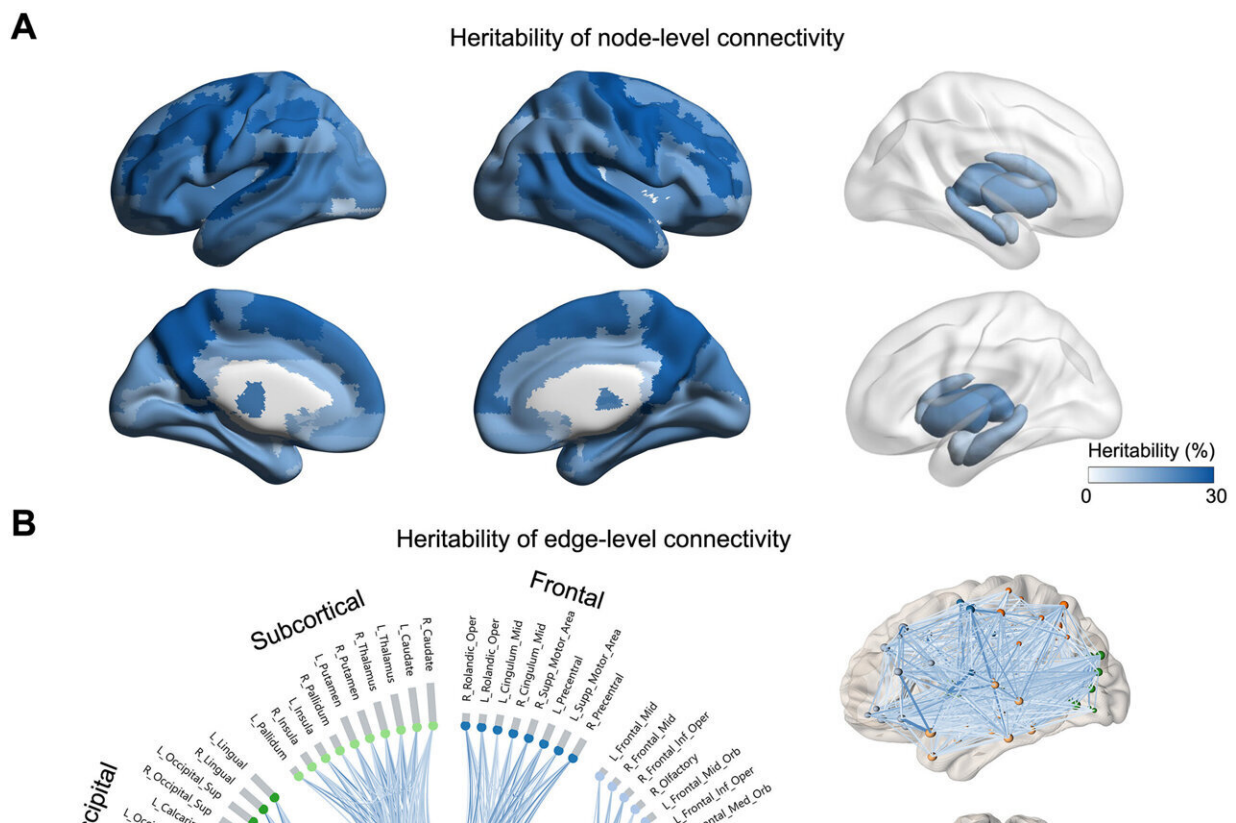 A
Heritability of node-level connectivity
Heritability (%)
0 30
B
Heritability of edge-level connectivity
Subcortical
Frontal
L_Lingual
R_Lingual
L_Occipital_Sup
R_Occipital_Sup
L_Pallidum
R_Insula
L_Insula
R_Pallidum
L_Putamen
R_Putamen
R_Thalamus
L_Thalamus
L_Caudate
R_Caudate
R_Rolandic_Oper
L_Rolandic_Oper
L_Cingulum_Mid
R_Cingulum_Mid
R_Supp_Motor_Area
L_Precentral
L_Supp_Motor_Area
R_Precentral
L_Frontal_Mid
R_Frontal_Mid
R_Frontal_Inf_Oper
R_Olfactory
L_Frontal_Mid_Orb
L_Frontal_Inf_Oper